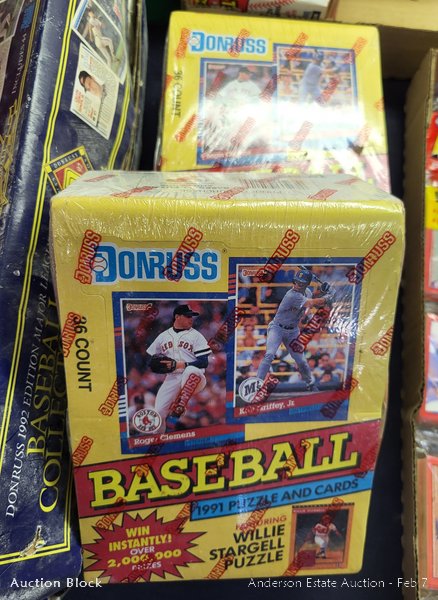 DONRUSS
36 COUNT
DONRUSS
36 COUNT
Roger Clemens
Ken Griffey, Jr
BASEBALL
1991 PUZZLE AND CARDS
WIN
INSTANTLY!
OVER
2,000,000
PRIZES
FEATURING
WILLIE
STARGELL
PUZZLE
DONRUSS 1992 EDITION MAJOR LEAGUE
BASEBALL
Auction Block
Anderson Estate Auction - Feb 7